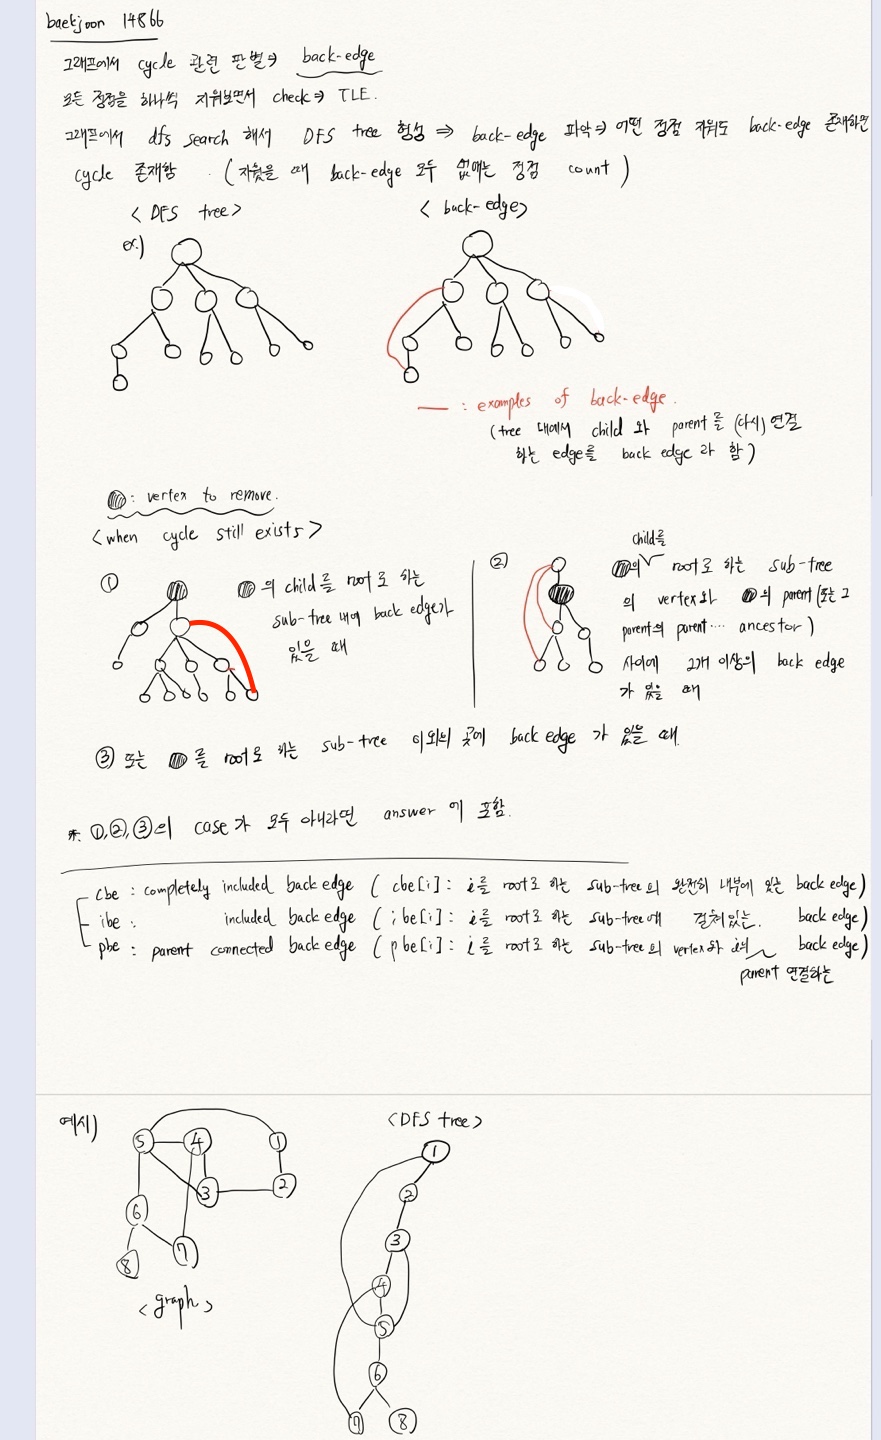 baekjoon 14866
그래프에서 cycle 관련 판별⇒ back-edge
모든 정점을 하나씩 지워보면서 check⇒ TLE.
그래프에서 dfs search 해서 DFS tree 형성 ⇒ back-edge 파악⇒ 어떤 정점 지워도 back-edge 존재하면
cycle 존재함. (지웠을 때 back-edge 모두 없애는 정점 count)
<DFS tree>
<back-edge>
ex)
— : examples of back-edge.
(tree 내에서 child 와 parent를 (다시) 연결
하는 edge를 back edge 라 함)
: vertex to remove.
<when cycle still exists>
①
의 child를 root로 하는
sub-tree 내에 back edge가
있을 때
②
child를
의 root로 하는 sub-tree
의 vertex와 의 parent (또는 그
parent의 parent .... ancestor)
사이에 2개 이상의 back edge
가 있을 때
③ 또는 를 root로 하는 sub-tree 이외의 곳에 back edge 가 있을 때.
※ ①,②,③의 case가 모두 아니라면 answer 에 포함.
cbe : completely included back edge ( cbe[i] : i를 root로 하는 sub-tree의 완전히 내부에 있는 back edge)
ibe : included back edge ( ibe[i] : i를 root로 하는 sub-tree에 걸쳐있는. back edge)
pbe : parent connected back edge ( pbe[i] : i를 root로 하는 sub-tree의 vertex와 i의 back edge)
parent 연결하는
예시)
5 4 1
3 2
6
7
8
<graph>
<DFS tree>
1
2
3
4
5
6
7 8